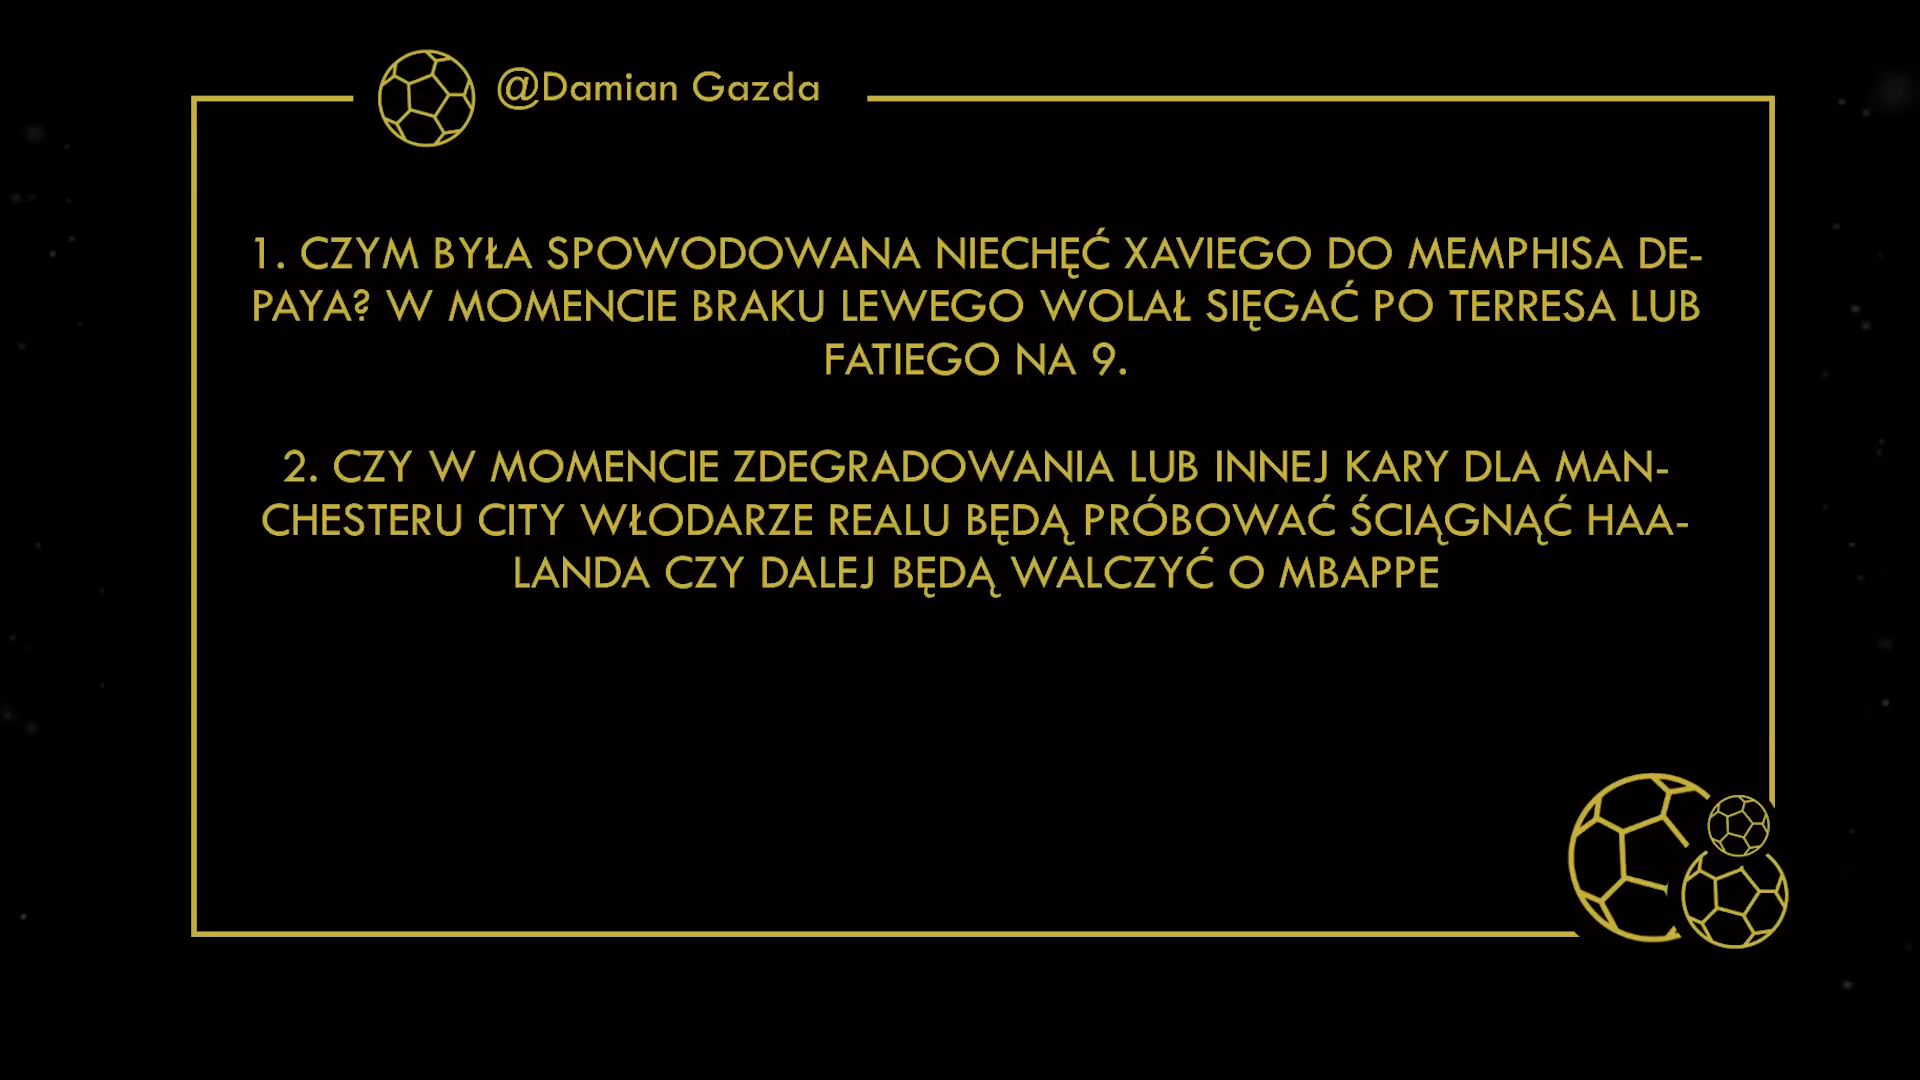 @Damian Gazda
1. CZYM BYŁA SPOWODOWANA NIECHĘĆ XAVIEGO DO MEMPHISA DE-
PAYA? W MOMENCIE BRAKU LEWEGO WOLAŁ SIĘGAĆ PO TERRESA LUB
FATIEGO NA 9.
2. CZY W MOMENCIE ZDEGRADOWANIA LUB INNEJ KARY DLA MAN-
CHESTERU CITY WŁODARZE REALU BĘDĄ PRÓBOWAĆ ŚCIĄGNĄĆ HAA-
LANDA CZY DALEJ BĘDĄ WALCZYĆ O MBAPPE